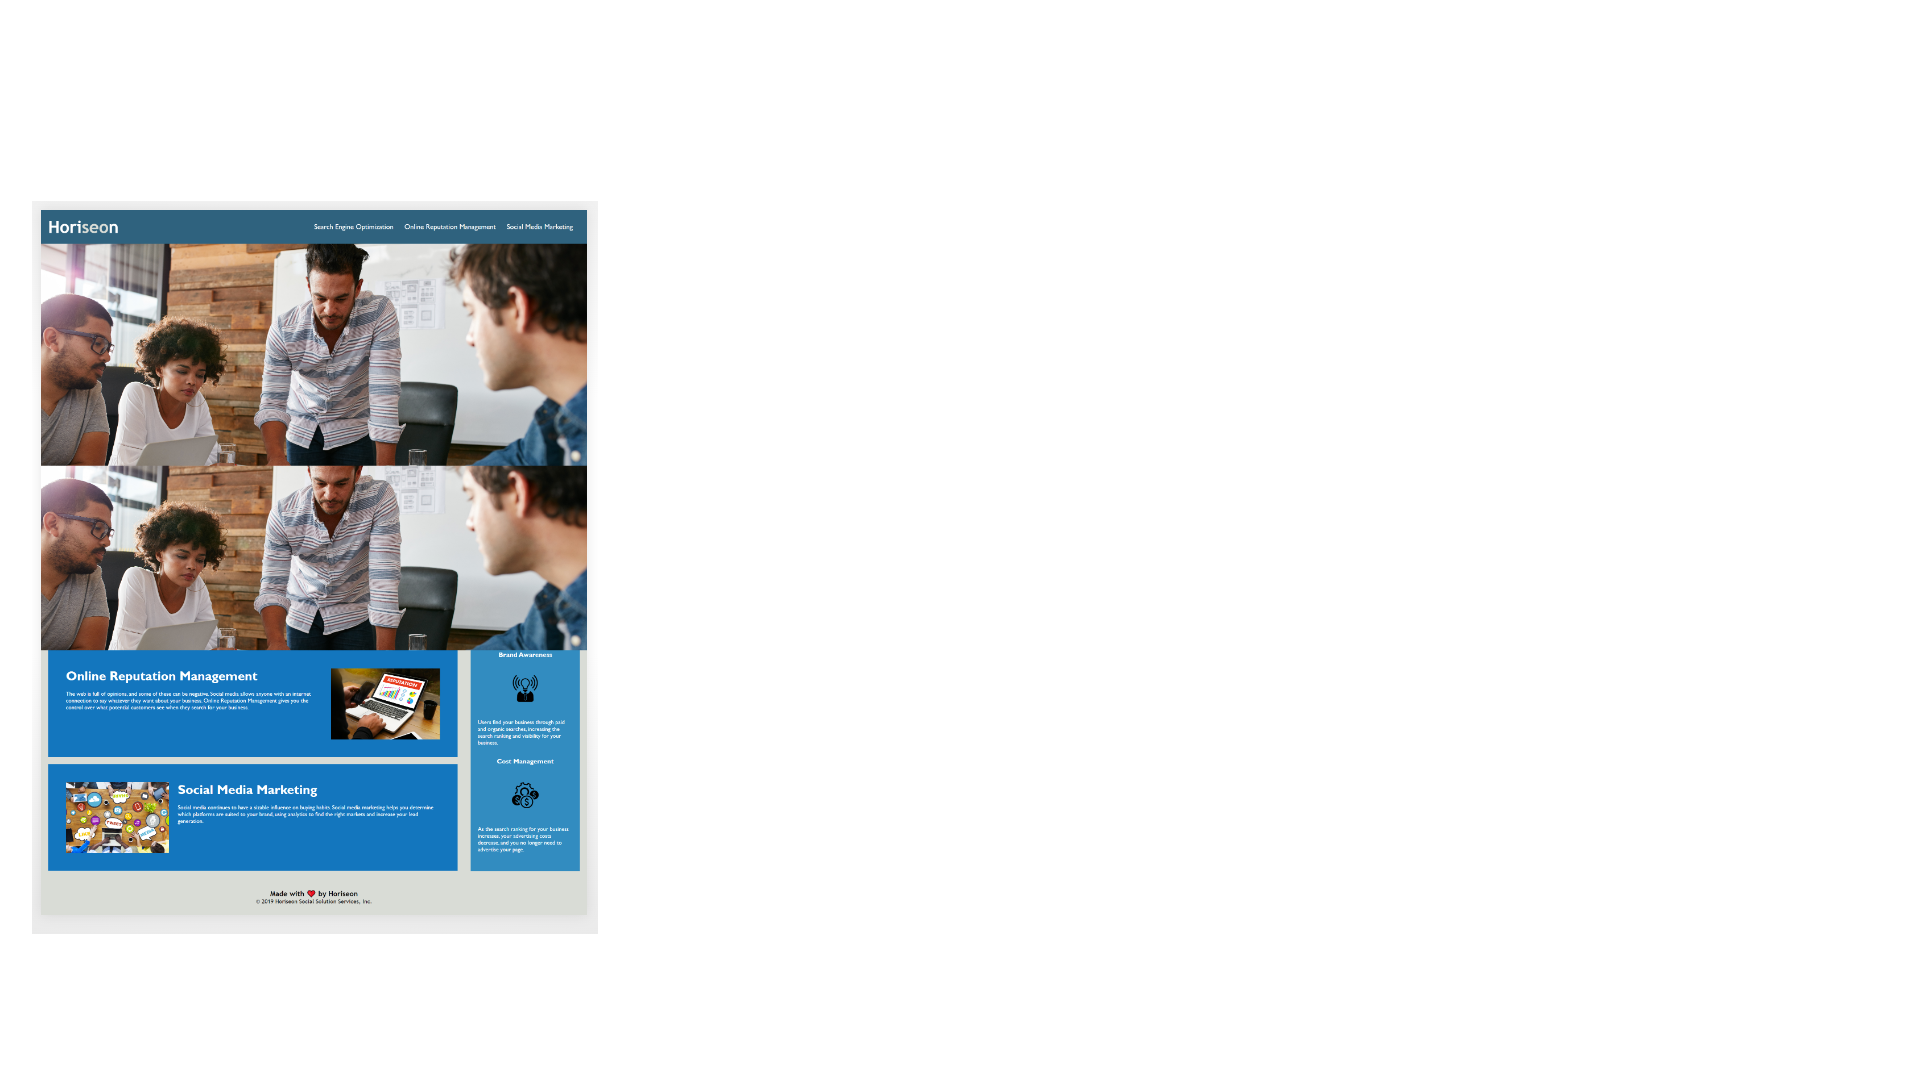 Horiseon
Search Engine Optimization Online Reputation Management Social Media Marketing
Online Reputation Management
The web is full of opinions, and some of these can be negative. Social media allows anyone with an internet
connection to say whatever they want about your business. Online Reputation Management gives you the
control over what potential customers see when they search for your business.
REPUTATION
Social Media Marketing
Social media continues to have a sizable influence on buying habits. Social media marketing helps you determine
which platforms are suited to your brand, using analytics to find the right markets and increase your lead
generation.
Brand Awareness
Users find your business through paid
and organic searches, increasing the
search ranking and visibility for your
business.
Cost Management
As the search ranking for your business
increases, your advertising costs
decrease, and you no longer need to
advertise your page.
Made with ❤️ by Horiseon
© 2019 Horiseon Social Solution Services, Inc.